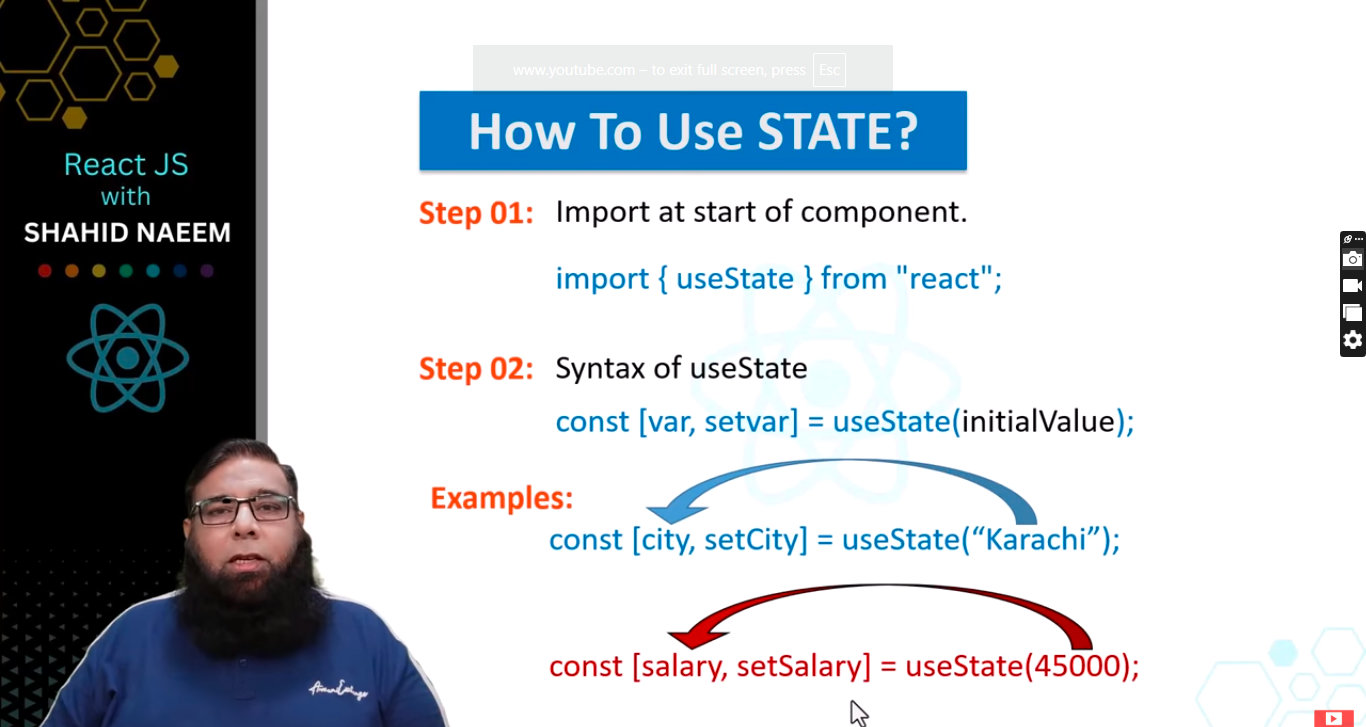 www.youtube.com – to exit full screen, press Esc
How To Use STATE?
React JS
with
SHAHID NAEEM
Step 01: Import at start of component.
import { useState } from "react";
Step 02: Syntax of useState
const [var, setvar] = useState(initialValue);
Examples:
const [city, setCity] = useState(“Karachi”);
const [salary, setSalary] = useState(45000);